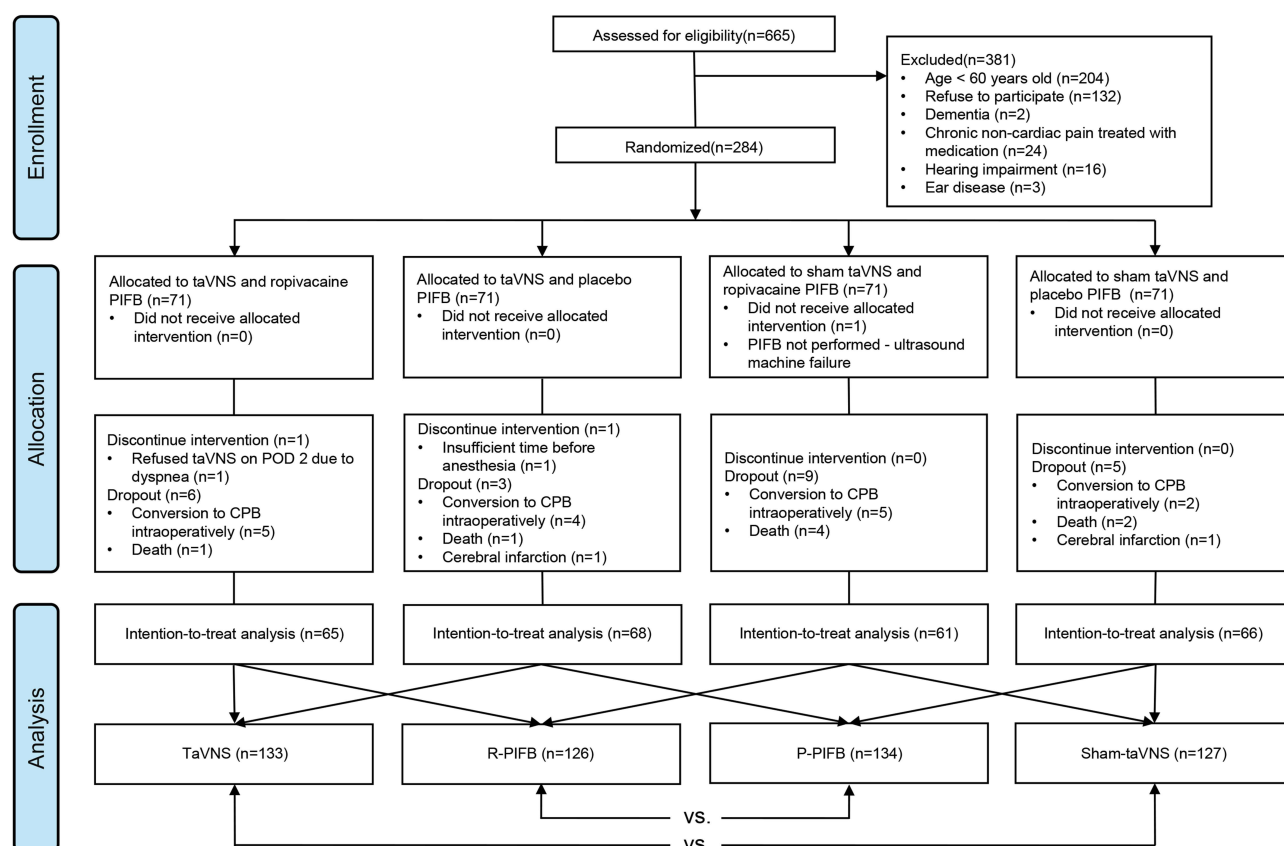 Enrollment
Assessed for eligibility(n=665)
Excluded(n=381)
• Age < 60 years old (n=204)
• Refuse to participate (n=132)
• Dementia (n=2)
• Chronic non-cardiac pain treated with
medication (n=24)
• Hearing impairment (n=16)
• Ear disease (n=3)
Randomized(n=284)
Allocation
Allocated to taVNS and ropivacaine
PIFB (n=71)
• Did not receive allocated
intervention (n=0)
Allocated to taVNS and placebo
PIFB (n=71)
• Did not receive allocated
intervention (n=0)
Allocated to sham taVNS and
ropivacaine PIFB (n=71)
• Did not receive allocated
intervention (n=1)
• PIFB not performed - ultrasound
machine failure
Allocated to sham taVNS and
placebo PIFB (n=71)
• Did not receive allocated
intervention (n=0)
Discontinue intervention (n=1)
• Refused taVNS on POD 2 due to
dyspnea (n=1)
Dropout (n=6)
• Conversion to CPB
intraoperatively (n=5)
• Death (n=1)
Discontinue intervention (n=1)
• Insufficient time before
anesthesia (n=1)
Dropout (n=3)
• Conversion to CPB
intraoperatively (n=4)
• Death (n=1)
• Cerebral infarction (n=1)
Discontinue intervention (n=0)
Dropout (n=9)
• Conversion to CPB
intraoperatively (n=5)
• Death (n=4)
Discontinue intervention (n=0)
Dropout (n=5)
• Conversion to CPB
intraoperatively (n=2)
• Death (n=2)
• Cerebral infarction (n=1)
Analysis
Intention-to-treat analysis (n=65)
Intention-to-treat analysis (n=68)
Intention-to-treat analysis (n=61)
Intention-to-treat analysis (n=66)
TaVNS (n=133)
R-PIFB (n=126)
P-PIFB (n=134)
Sham-taVNS (n=127)
vs.
vs.